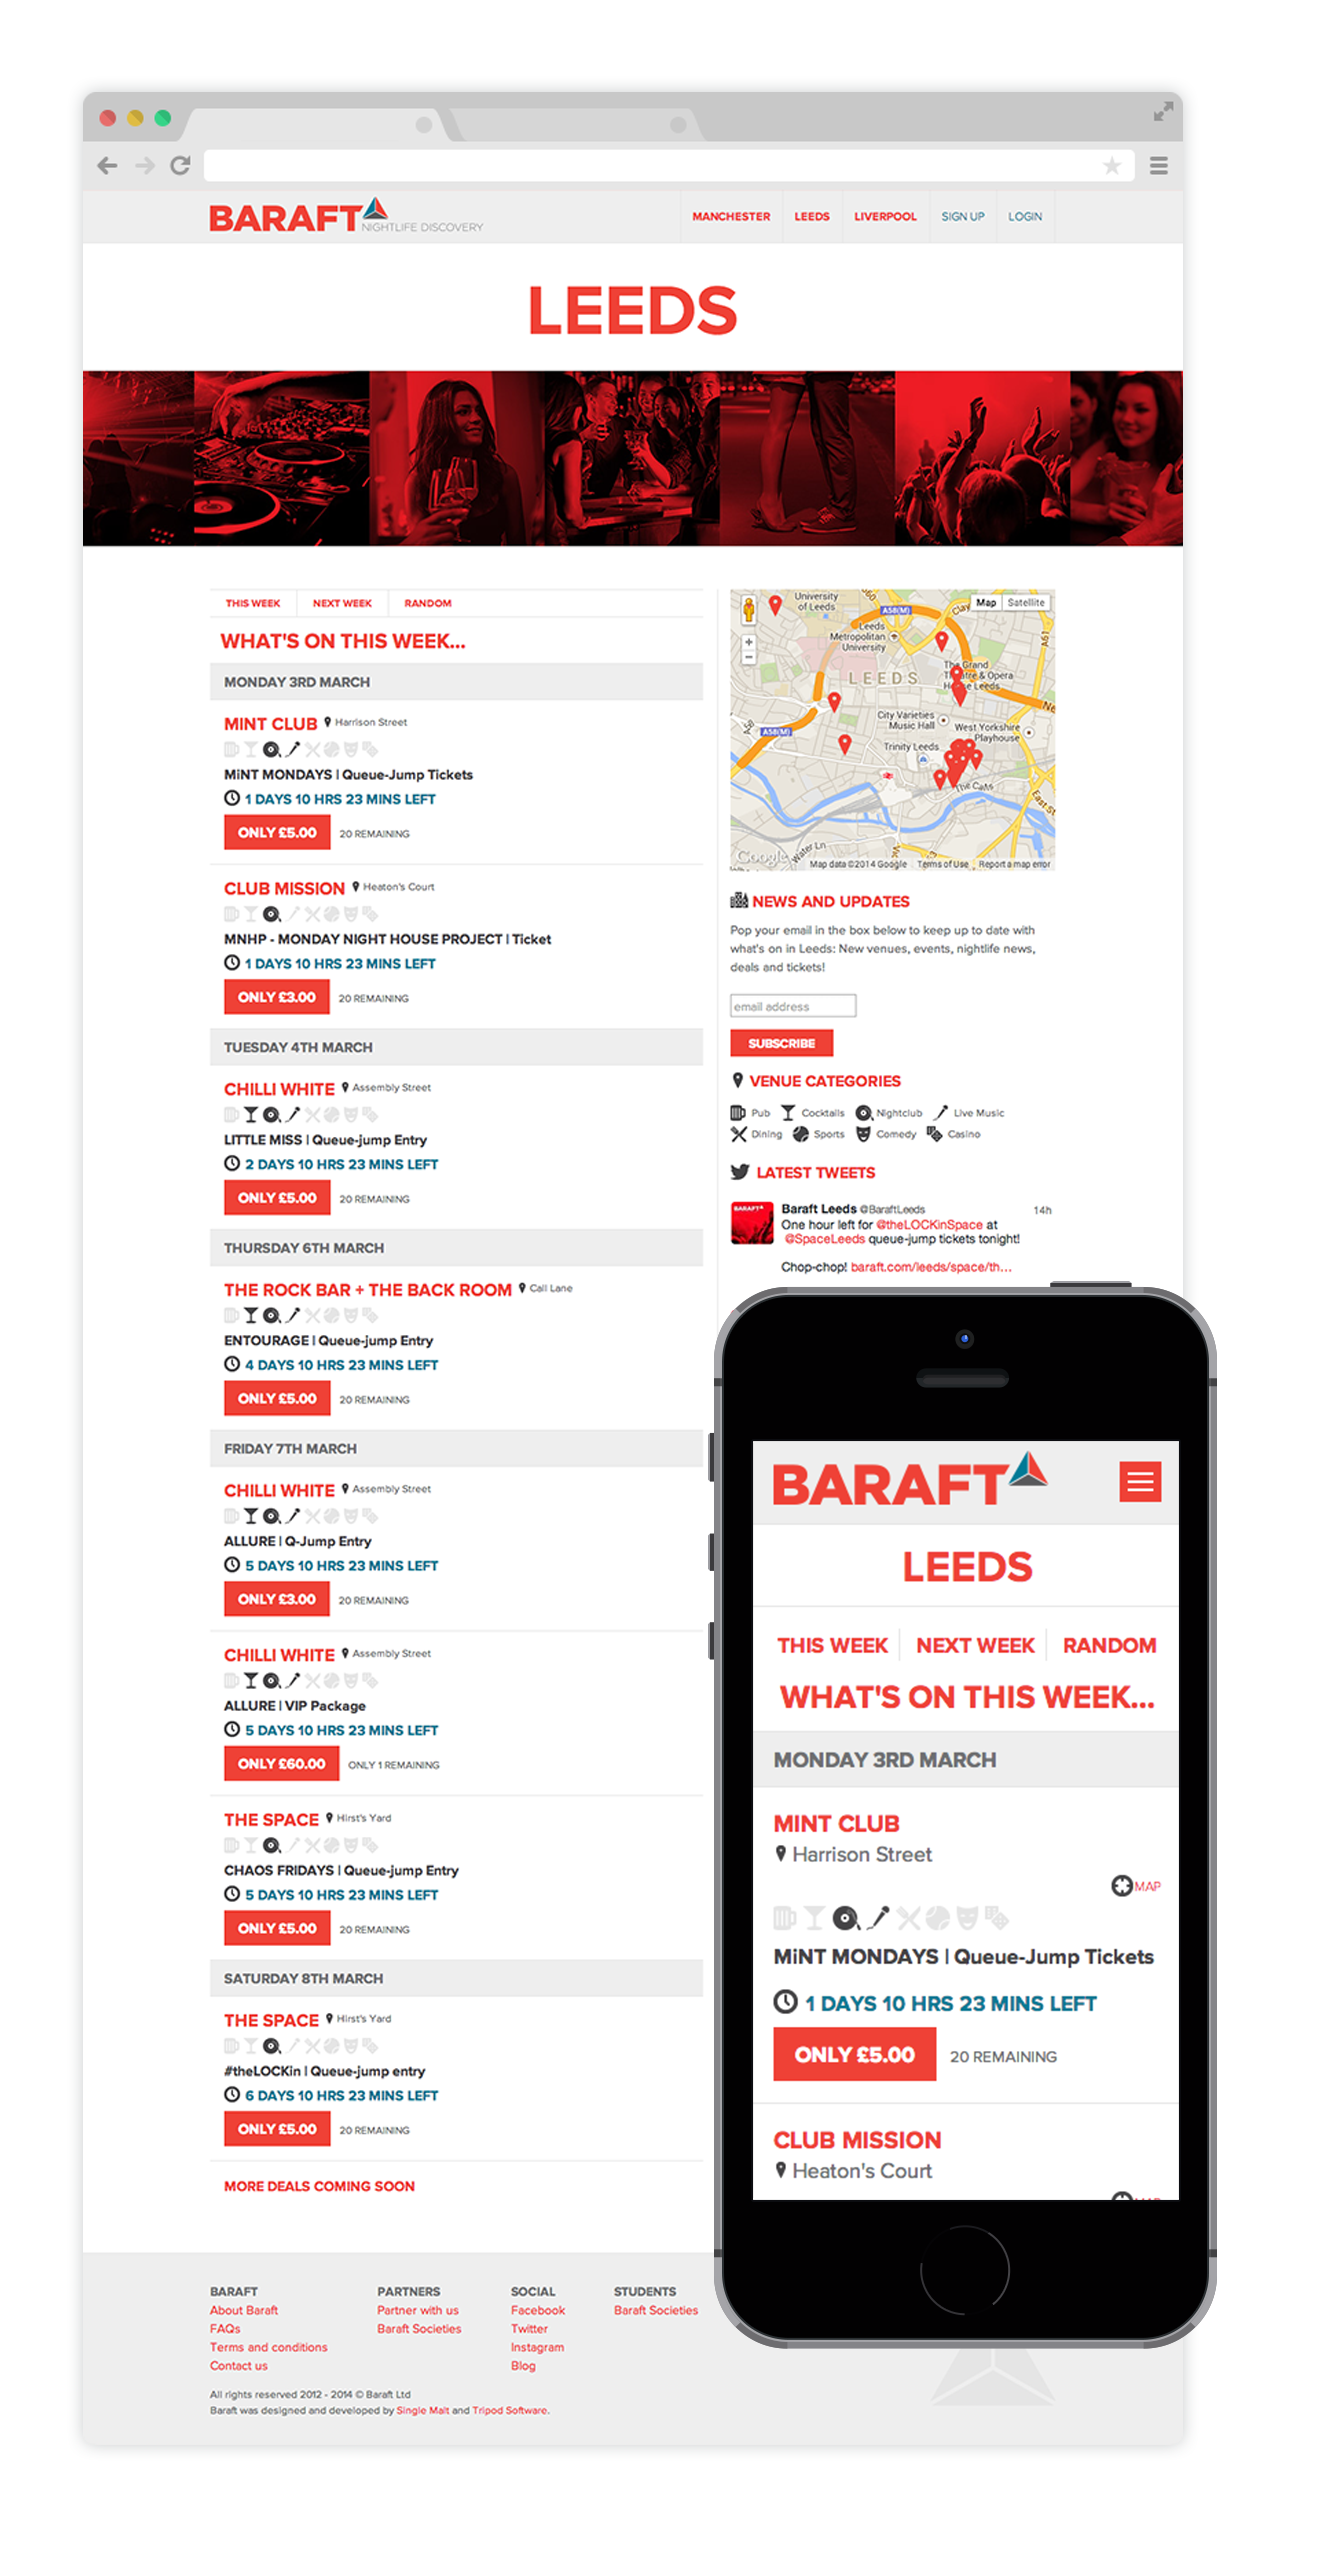 BARAFT NIGHTLIFE DISCOVERY
MANCHESTER LEEDS LIVERPOOL SIGN UP LOGIN
LEEDS
THIS WEEK NEXT WEEK RANDOM
WHAT'S ON THIS WEEK...
MONDAY 3RD MARCH
MINT CLUB Harrison Street
MiNT MONDAYS | Queue-Jump Tickets
1 DAYS 10 HRS 23 MINS LEFT
ONLY £5.00 20 REMAINING
CLUB MISSION Heaton's Court
MNHP - MONDAY NIGHT HOUSE PROJECT | Ticket
1 DAYS 10 HRS 23 MINS LEFT
ONLY £3.00 20 REMAINING
TUESDAY 4TH MARCH
CHILLI WHITE Assembly Street
LITTLE MISS | Queue-jump Entry
2 DAYS 10 HRS 23 MINS LEFT
ONLY £5.00 20 REMAINING
THURSDAY 6TH MARCH
THE ROCK BAR + THE BACK ROOM Call Lane
ENTOURAGE | Queue-jump Entry
4 DAYS 10 HRS 23 MINS LEFT
ONLY £5.00 20 REMAINING
FRIDAY 7TH MARCH
CHILLI WHITE Assembly Street
ALLURE | Q-Jump Entry
5 DAYS 10 HRS 23 MINS LEFT
ONLY £3.00 20 REMAINING
CHILLI WHITE Assembly Street
ALLURE | VIP Package
5 DAYS 10 HRS 23 MINS LEFT
ONLY £60.00 ONLY 1 REMAINING
THE SPACE Hirst's Yard
CHAOS FRIDAYS | Queue-jump Entry
5 DAYS 10 HRS 23 MINS LEFT
ONLY £5.00 20 REMAINING
SATURDAY 8TH MARCH
THE SPACE Hirst's Yard
#theLOCKin | Queue-jump entry
6 DAYS 10 HRS 23 MINS LEFT
ONLY £5.00 20 REMAINING
MORE DEALS COMING SOON
University
of Leeds
A58(M)
Clay
Map Satellite
A61
Leeds
Metropolitan
University
The Grand
Theatre & Opera
House Leeds
LEEDS
City Varieties
Music Hall
West Yorkshire
Playhouse
A58
A58(M)
Trinity Leeds
The Calls
East St
Water Ln
Google
Map data ©2014 Google Terms of Use Report a map error
NEWS AND UPDATES
Pop your email in the box below to keep up to date with
what's on in Leeds: New venues, events, nightlife news,
deals and tickets!
email address
SUBSCRIBE
VENUE CATEGORIES
Pub Cocktails Nightclub Live Music
Dining Sports Comedy Casino
LATEST TWEETS
BARAFT
Baraft Leeds @BaraftLeeds 14h
One hour left for @theLOCKinSpace at
@SpaceLeeds queue-jump tickets tonight!
Chop-chop! baraft.com/leeds/space/th...
BARAFT
LEEDS
THIS WEEK NEXT WEEK RANDOM
WHAT'S ON THIS WEEK...
MONDAY 3RD MARCH
MINT CLUB
Harrison Street
MAP
MiNT MONDAYS | Queue-Jump Tickets
1 DAYS 10 HRS 23 MINS LEFT
ONLY £5.00 20 REMAINING
CLUB MISSION
Heaton's Court
MAP
BARAFT
About Baraft
FAQs
Terms and conditions
Contact us
PARTNERS
Partner with us
Baraft Societies
SOCIAL
Facebook
Twitter
Instagram
Blog
STUDENTS
Baraft Societies
All rights reserved 2012 - 2014 © Baraft Ltd
Baraft was designed and developed by Single Malt and Tripod Software.